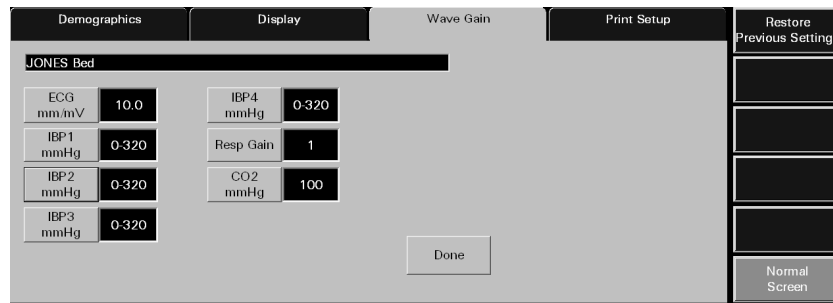 Demographics
Display
Wave Gain
Print Setup
Restore
Previous Setting
JONES Bed
ECG
mm/mV
10.0
IBP4
mmHg
0-320
IBP1
mmHg
0-320
Resp Gain
1
IBP2
mmHg
0-320
CO2
mmHg
100
IBP3
mmHg
0-320
Done
Normal
Screen